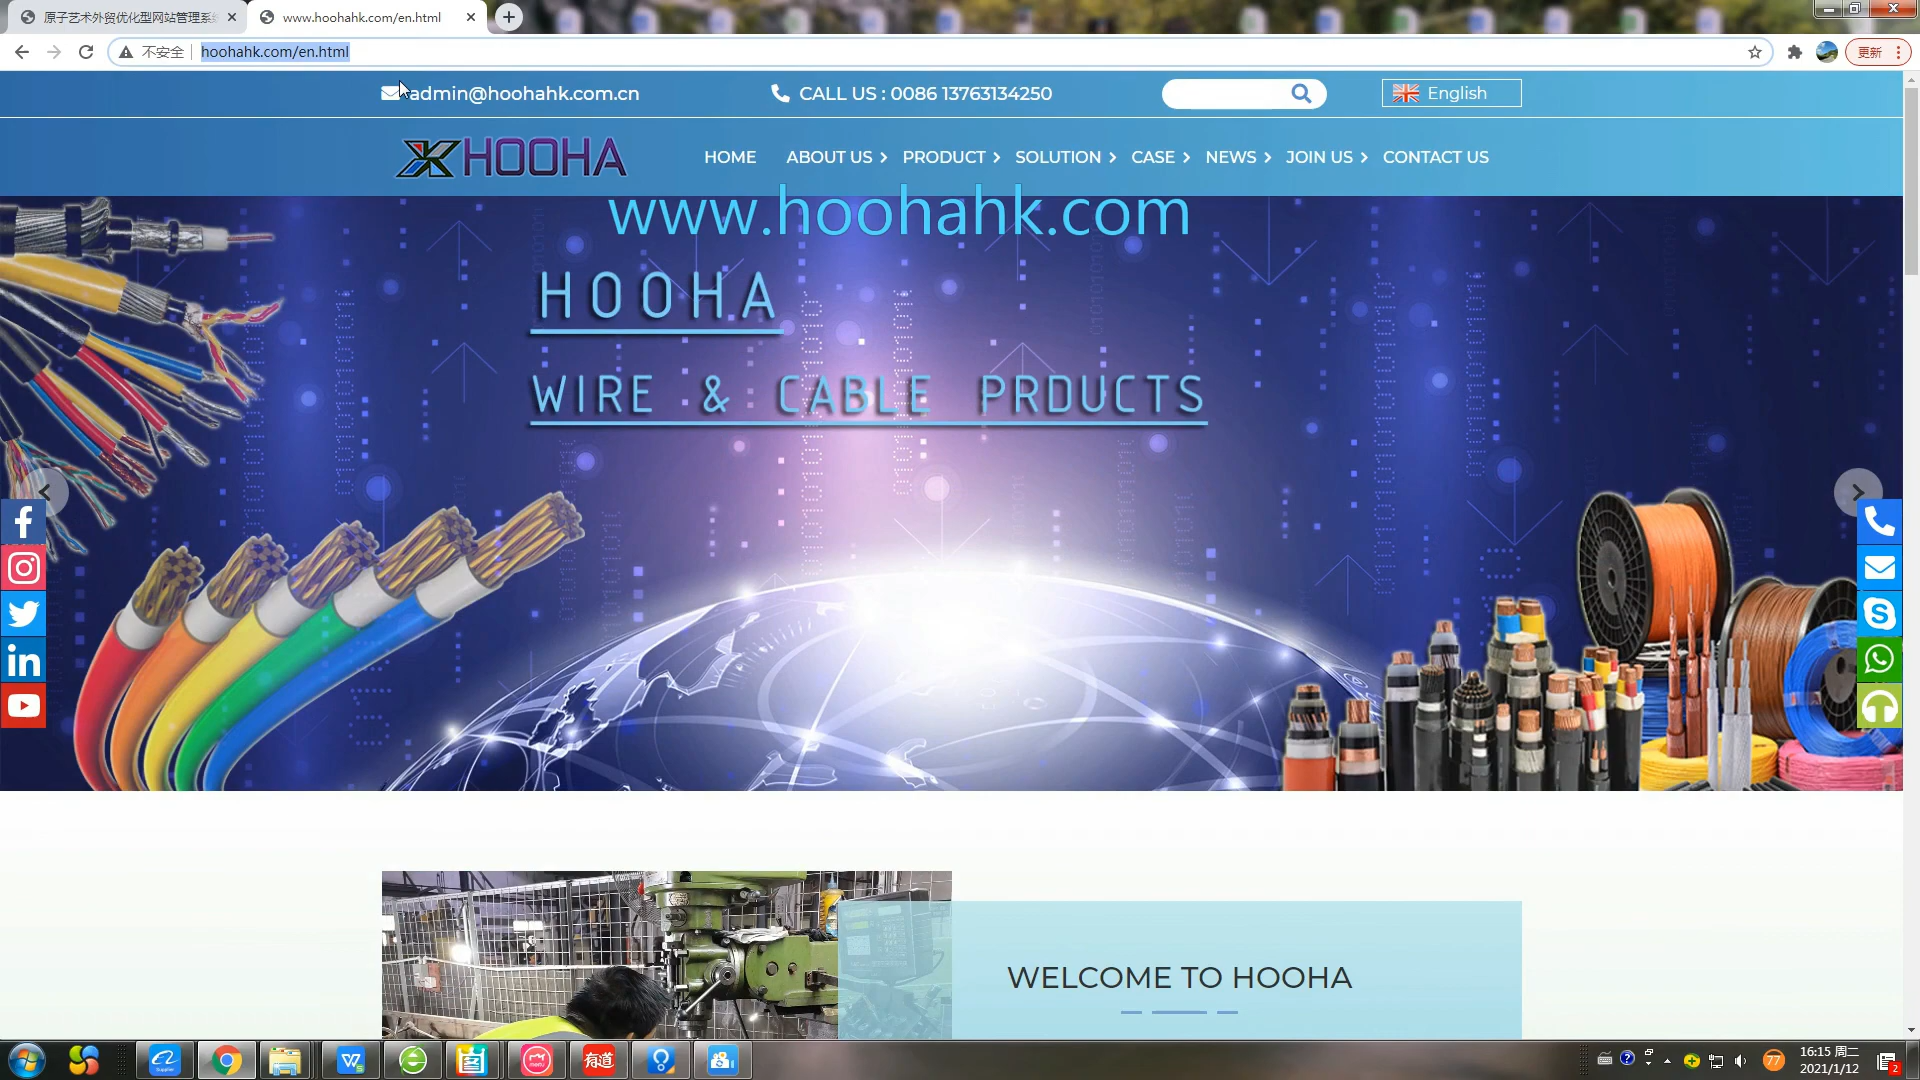 原子艺术外贸优化型网站管理系统
www.hoohahk.com/en.html
不安全
hoohahk.com/en.html
更新
admin@hoohahk.com.cn
CALL US : 0086 13763134250
English
HOOHA
HOME
ABOUT US
PRODUCT
SOLUTION
CASE
NEWS
JOIN US
CONTACT US
www.hoohahk.com
HOOHA
WIRE & CABLE PRDUCTS
WELCOME TO HOOHA
有道
77
16:15 周二
2021/1/12
2